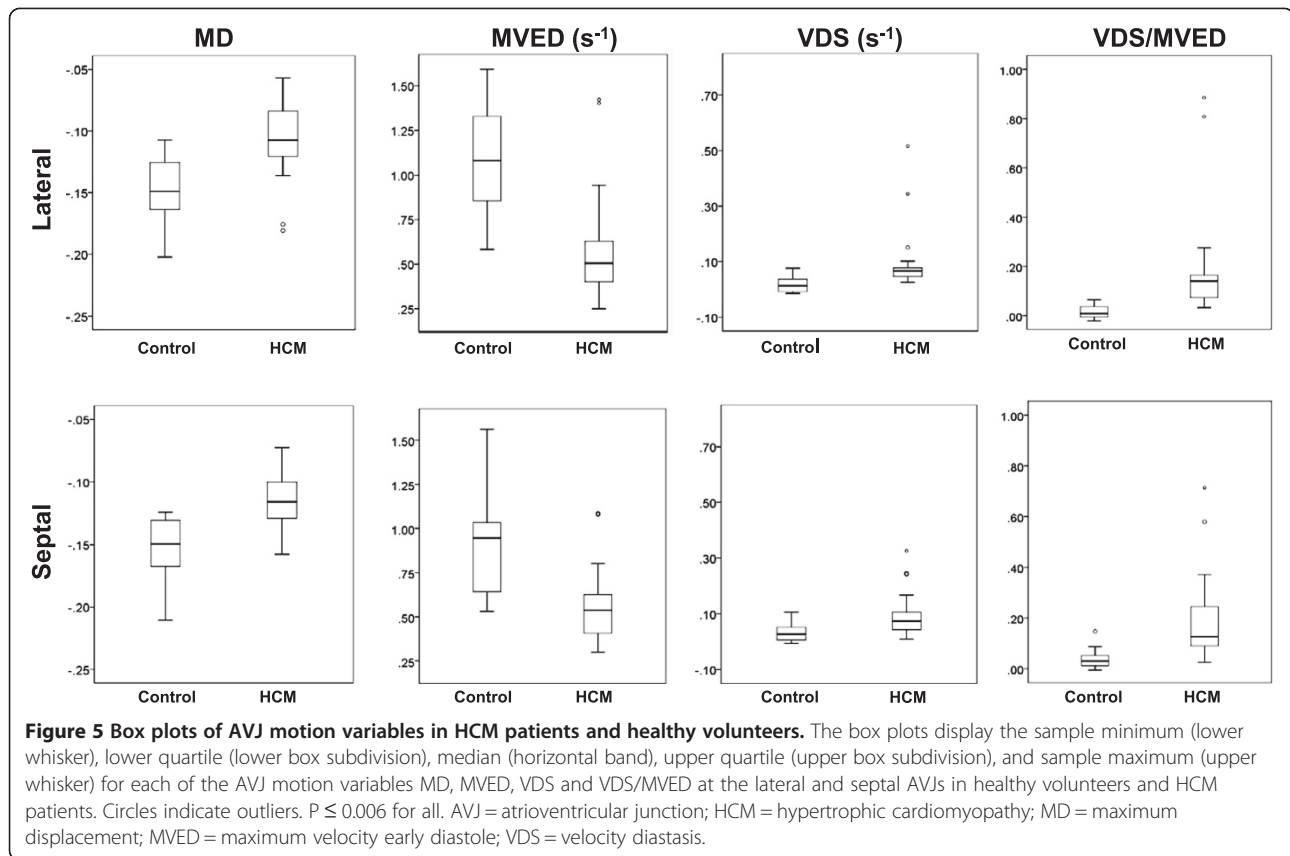 MD MVED (s-1) VDS (s-1) VDS/MVED
Lateral
-.05
-.10
-.15
-.20
-.25
Control HCM
1.50
1.25
1.00
.75
.50
.25
Control HCM
.70
.50
.30
.10
-.10
Control HCM
1.00
.80
.60
.40
.20
.00
Control HCM
Septal
-.05
-.10
-.15
-.20
-.25
Control HCM
1.50
1.25
1.00
.75
.50
.25
Control HCM
.70
.50
.30
.10
-.10
Control HCM
1.00
.80
.60
.40
.20
.00
Control HCM
Figure 5 Box plots of AVJ motion variables in HCM patients and healthy volunteers. The box plots display the sample minimum (lower
whisker), lower quartile (lower box subdivision), median (horizontal band), upper quartile (upper box subdivision), and sample maximum (upper
whisker) for each of the AVJ motion variables MD, MVED, VDS and VDS/MVED at the lateral and septal AVJs in healthy volunteers and HCM
patients. Circles indicate outliers. P ≤ 0.006 for all. AVJ = atrioventricular junction; HCM = hypertrophic cardiomyopathy; MD = maximum
displacement; MVED = maximum velocity early diastole; VDS = velocity diastasis.